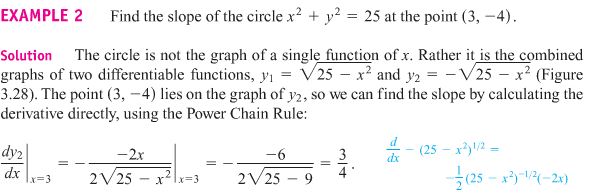 EXAMPLE 2 Find the slope of the circle x² + y² = 25 at the point (3, −4).
Solution The circle is not the graph of a single function of x. Rather it is the combined
graphs of two differentiable functions, y₁ = √(25 − x²) and y₂ = −√(25 − x²) (Figure
3.28). The point (3, −4) lies on the graph of y₂, so we can find the slope by calculating the
derivative directly, using the Power Chain Rule:
dy₂/dx |ₓ₌₃ = − −2x / 2√(25 − x²) |ₓ₌₃ = − −6 / 2√(25 − 9) = 3/4.
d/dx − (25 − x²)^1/2 =
−1/2 (25 − x²)^−1/2(−2x)